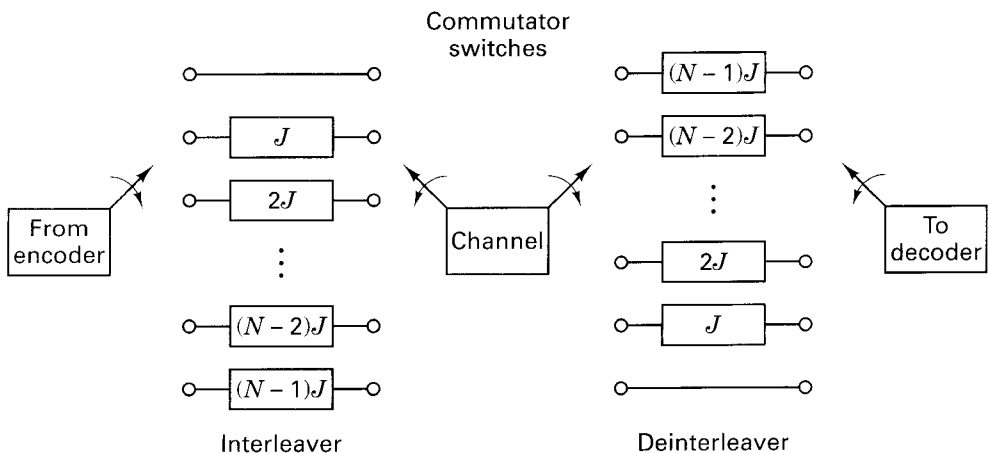 Commutator
switches
J
2J
⋮
(N – 2)J
(N – 1)J
Interleaver
From
encoder
Channel
(N – 1)J
(N – 2)J
⋮
2J
J
Deinterleaver
To
decoder